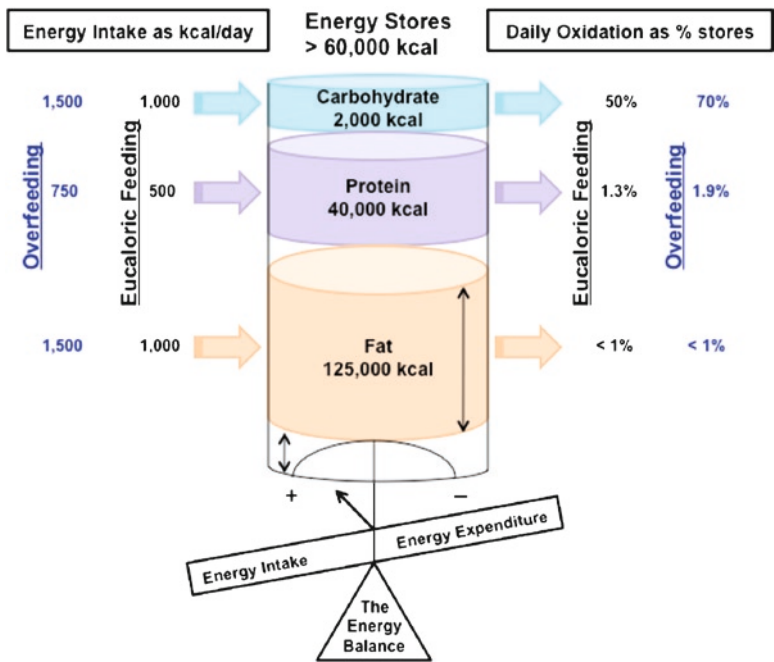 Energy Intake as kcal/day
Energy Stores
> 60,000 kcal
Daily Oxidation as % stores
Overfeeding
Eucaloric Feeding
1,500
1,000
Carbohydrate
2,000 kcal
50%
70%
750
500
Protein
40,000 kcal
1.3%
1.9%
1,500
1,000
Fat
125,000 kcal
< 1%
< 1%
Eucaloric Feeding
Overfeeding
+
−
Energy Intake
Energy Expenditure
The
Energy
Balance